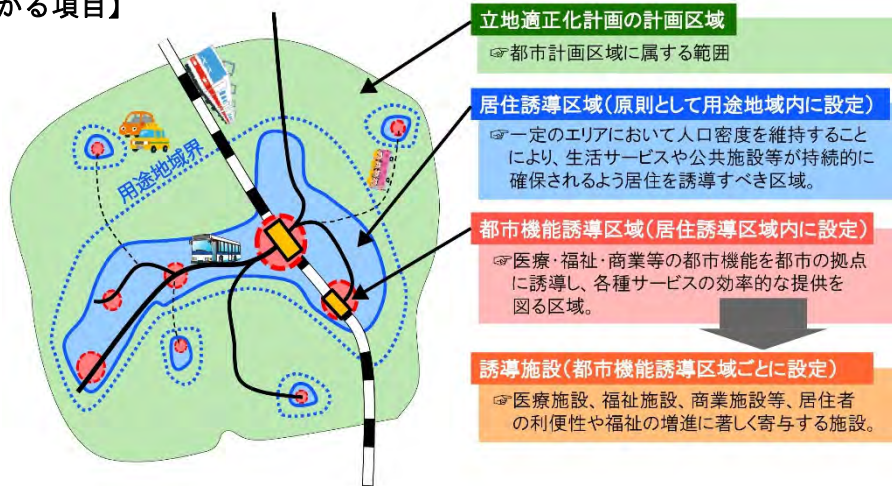 かる項目】
立地適正化計画の計画区域
☞都市計画区域に属する範囲
居住誘導区域(原則として用途地域内に設定)
☞一定のエリアにおいて人口密度を維持すること
により、生活サービスや公共施設等が持続的に
確保されるよう居住を誘導すべき区域。
用途地域界
都市機能誘導区域(居住誘導区域内に設定)
☞医療・福祉・商業等の都市機能を都市の拠点
に誘導し、各種サービスの効率的な提供を
図る区域。
誘導施設(都市機能誘導区域ごとに設定)
☞医療施設、福祉施設、商業施設等、居住者
の利便性や福祉の増進に著しく寄与する施設。